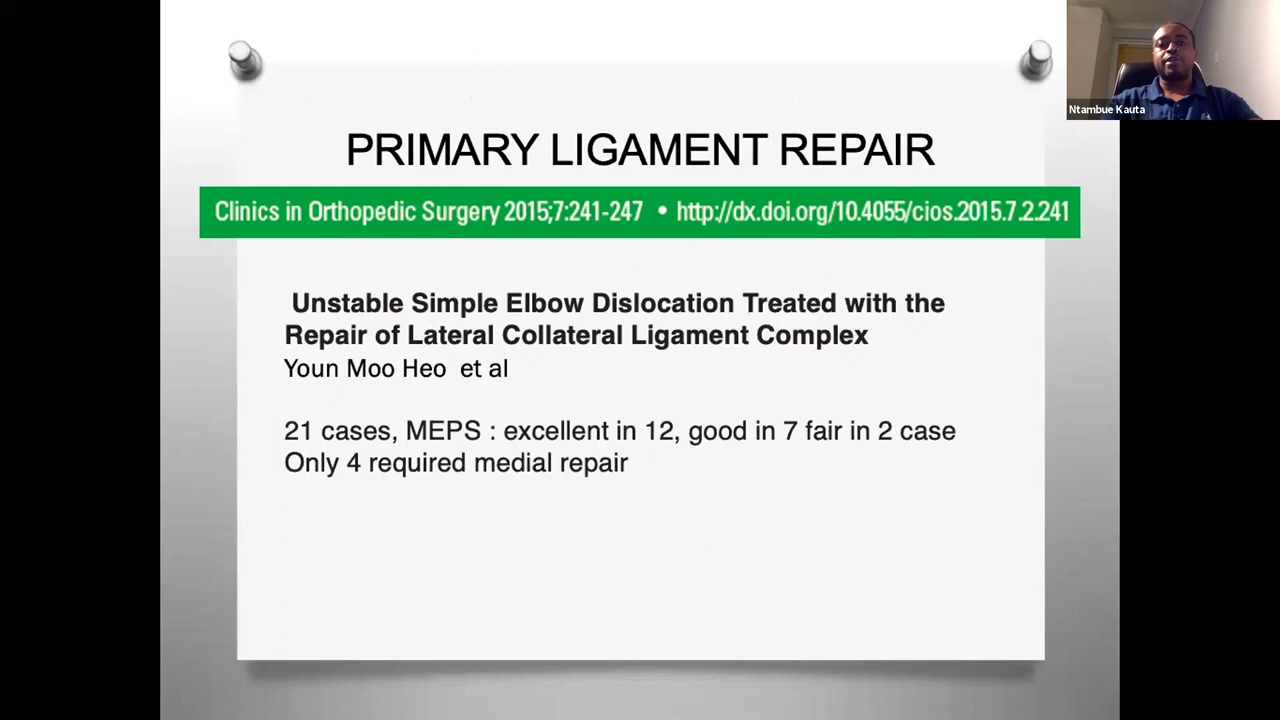 Ntambue Kauta
PRIMARY LIGAMENT REPAIR
Clinics in Orthopedic Surgery 2015;7:241-247 • http://dx.doi.org/10.4055/cios.2015.7.2.241
Unstable Simple Elbow Dislocation Treated with the
Repair of Lateral Collateral Ligament Complex
Youn Moo Heo et al
21 cases, MEPS : excellent in 12, good in 7 fair in 2 case
Only 4 required medial repair